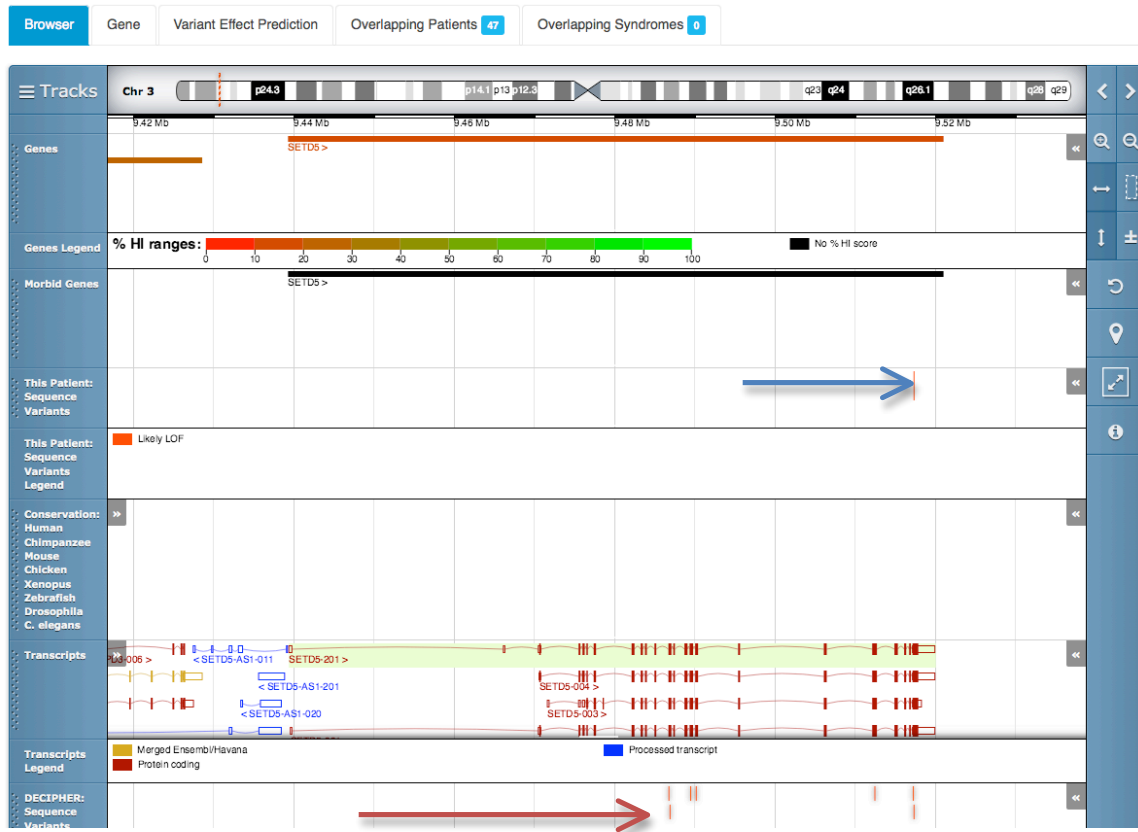 Browser Gene Variant Effect Prediction Overlapping Patients 47 Overlapping Syndromes 0
Tracks Chr 3 p24.3 p14.1 p13 p12.3 q23 q24 q26.1 q28 q29
9.42 Mb 9.44 Mb 9.46 Mb 9.48 Mb 9.50 Mb 9.52 Mb
Genes
SETD5 >
Genes Legend % HI ranges: No % HI score
0 10 20 30 40 50 60 70 80 90 100
Morbid Genes
SETD5 >
This Patient:
Sequence
Variants
This Patient: Likely LOF
Sequence
Variants
Legend
Conservation:
Human
Chimpanzee
Mouse
Chicken
Xenopus
Zebrafish
Drosophila
C. elegans
Transcripts
-006 > < SETD5-AS1-011 SETD5-201 >
< SETD5-AS1-201 SETD5-004 >
< SETD5-AS1-020 SETD5-003 >
Transcripts Merged Ensembl/Havana Processed transcript
Legend Protein coding
DECIPHER:
Sequence
Variants